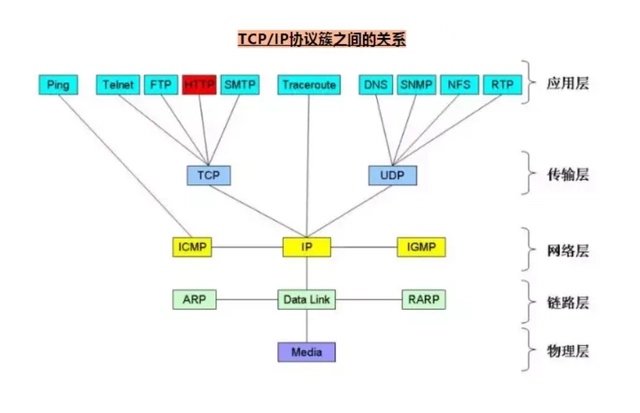 TCP/IP协议簇之间的关系
Ping Telnet FTP HTTP SMTP Traceroute DNS SNMP NFS RTP 应用层
TCP UDP 传输层
ICMP IP IGMP 网络层
ARP Data Link RARP 链路层
Media 物理层